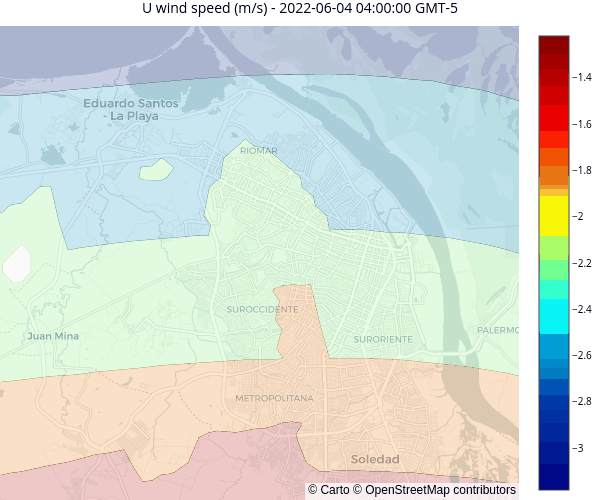 U wind speed (m/s) - 2022-06-04 04:00:00 GMT-5
Eduardo Santos
- La Playa
RIOMAR
SUROCCIDENTE
SURORIENTE
PALERMO
Juan Mina
METROPOLITANA
Soledad
© Carto © OpenStreetMap contributors
−1.4
−1.6
−1.8
−2
−2.2
−2.4
−2.6
−2.8
−3